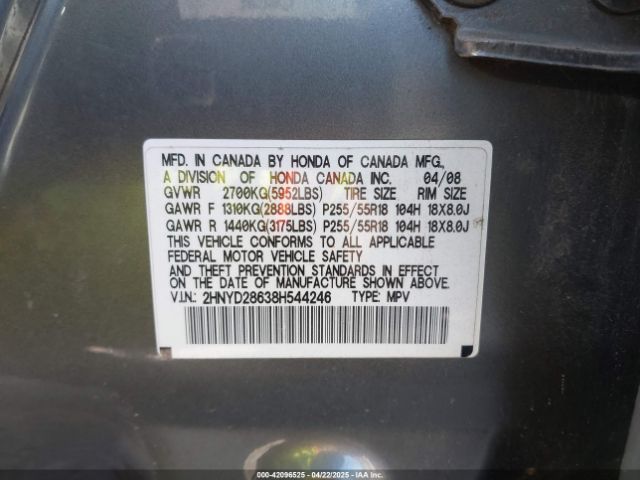 MFD. IN CANADA BY HONDA OF CANADA MFG.,
A DIVISION OF HONDA CANADA INC. 04/08
GVWR 2700KG(5952LBS) TIRE SIZE RIM SIZE
GAWR F 1310KG(2888LBS) P255/55R18 104H 18X8.0J
GAWR R 1440KG(3175LBS) P255/55R18 104H 18X8.0J
THIS VEHICLE CONFORMS TO ALL APPLICABLE
FEDERAL MOTOR VEHICLE SAFETY
AND THEFT PREVENTION STANDARDS IN EFFECT
ON THE DATE OF MANUFACTURE SHOWN ABOVE.
V.I.N.: 2HNYD28638H544246 TYPE: MPV
000-42096525 - 04/22/2025 - A0000000